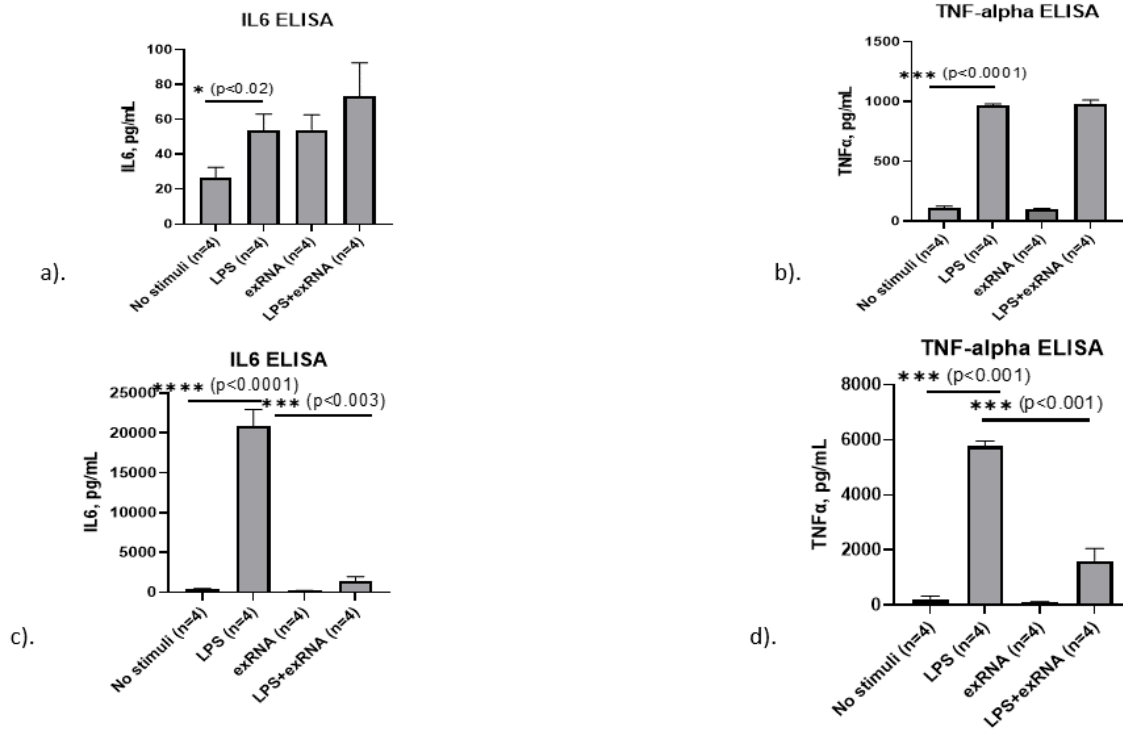 IL6 ELISA
100
80
60
40
20
0
IL6, pg/mL
* (p<0.02)
No stimuli (n=4)
LPS (n=4)
exRNA (n=4)
LPS+exRNA (n=4)
a).
TNF-alpha ELISA
1500
1000
500
0
TNFα, pg/mL
*** (p<0.0001)
No stimuli (n=4)
LPS (n=4)
exRNA (n=4)
LPS+exRNA (n=4)
b).
IL6 ELISA
**** (p<0.0001)
*** (p<0.003)
25000
20000
15000
10000
5000
0
IL6, pg/mL
No stimuli (n=4)
LPS (n=4)
exRNA (n=4)
LPS+exRNA (n=4)
c).
TNF-alpha ELISA
*** (p<0.001)
*** (p<0.001)
8000
6000
4000
2000
0
TNFα, pg/mL
No stimuli (n=4)
LPS (n=4)
exRNA (n=4)
LPS+exRNA (n=4)
d).